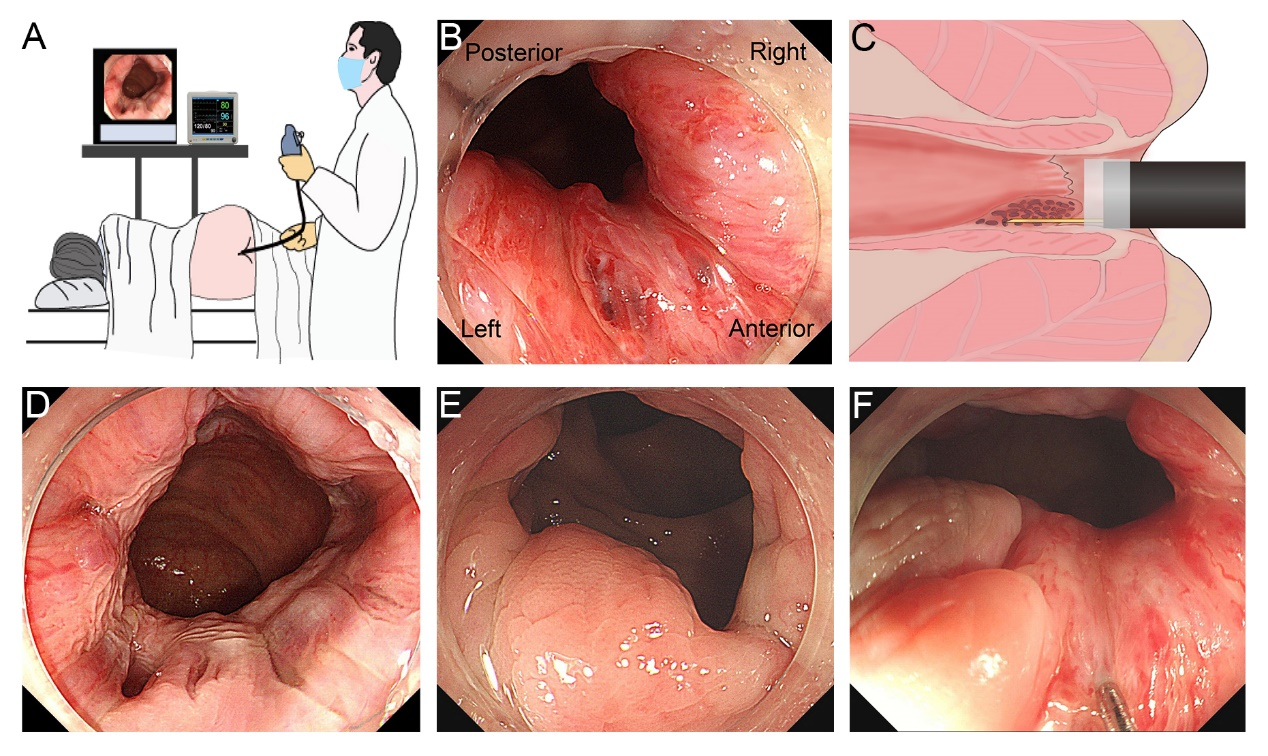 A
80
96
120/80
B
Posterior
Right
Left
Anterior
C
D
E
F